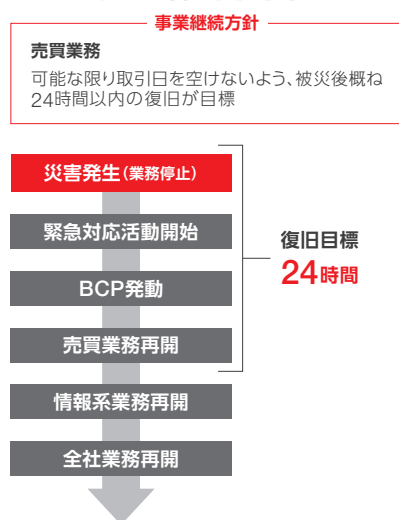 事業継続方針
売買業務
可能な限り取引日を空けないよう、被災後概ね
24時間以内の復旧が目標
災害発生（業務停止）
緊急対応活動開始
復旧目標
24時間
BCP発動
売買業務再開
情報系業務再開
全社業務再開